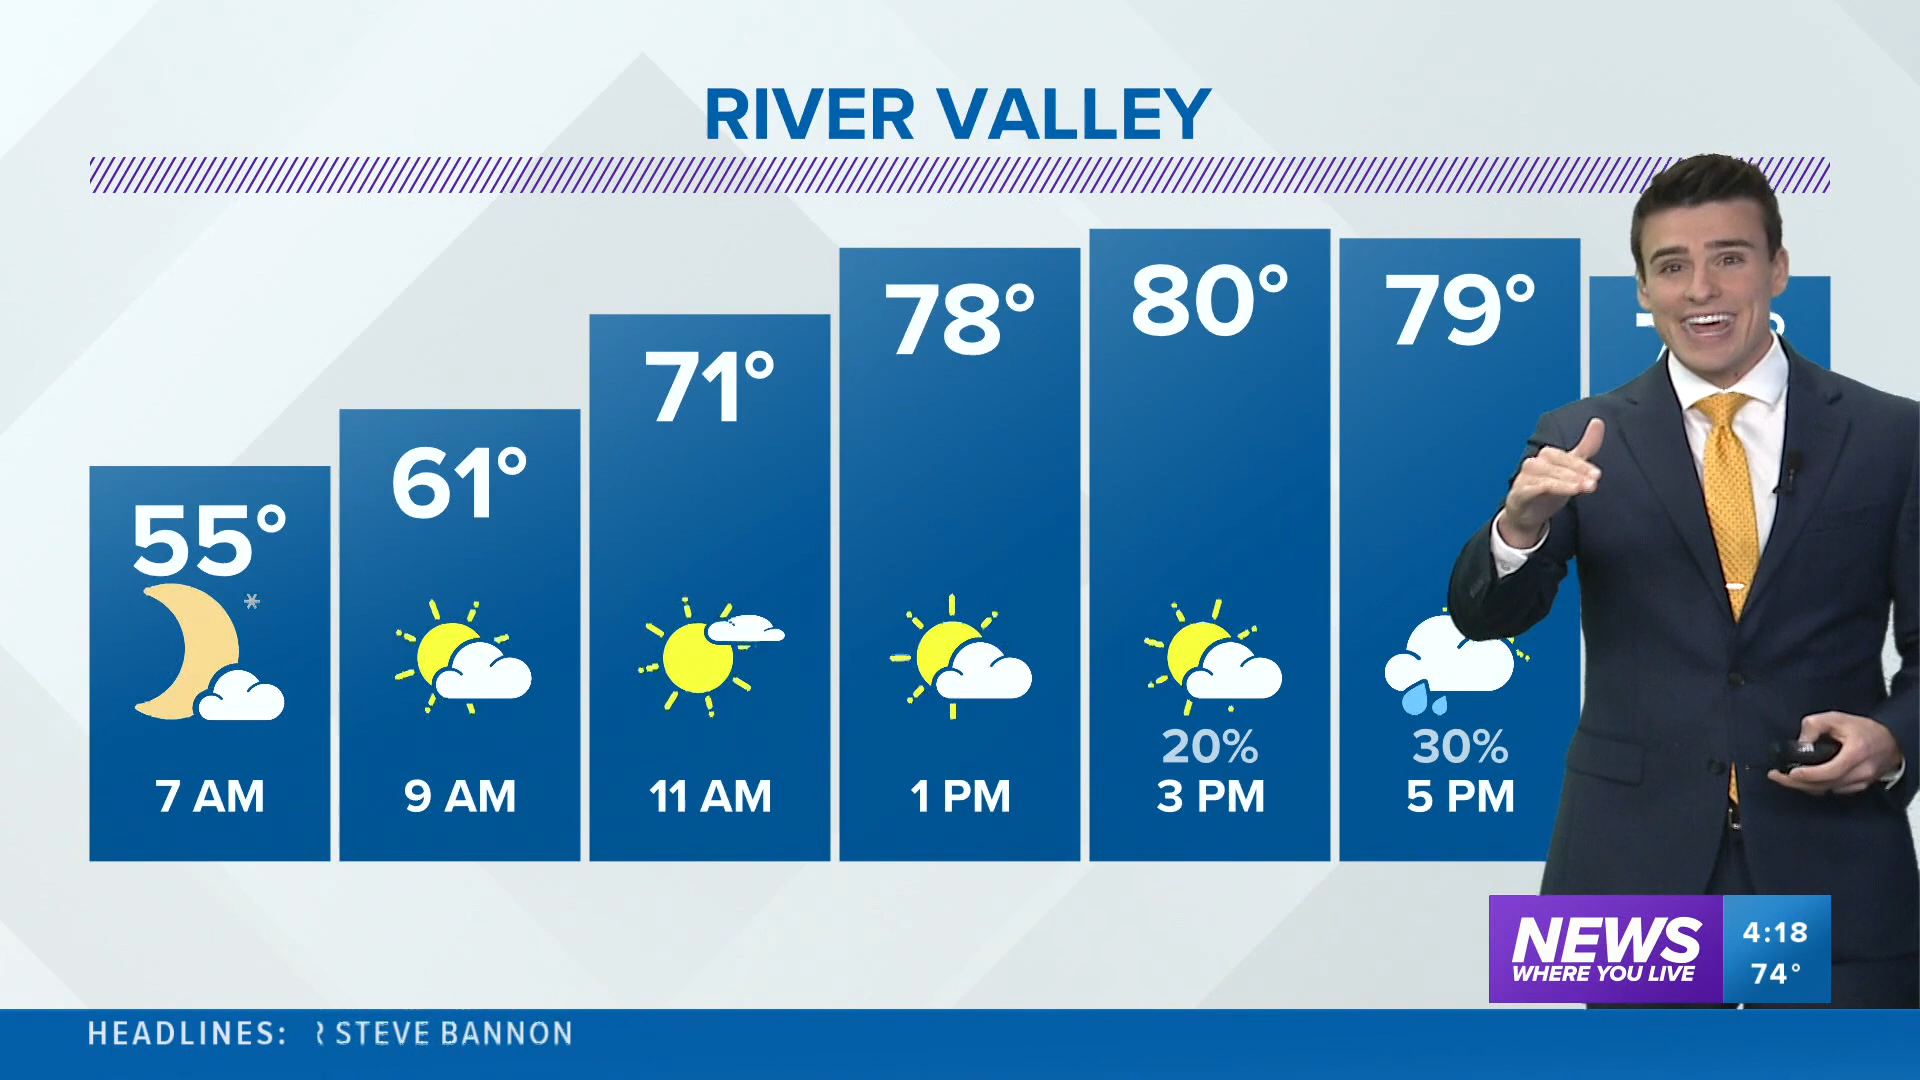 RIVER VALLEY
55° 61° 71° 78° 80° 79°
20% 30%
7 AM 9 AM 11 AM 1 PM 3 PM 5 PM
NEWS
WHERE YOU LIVE
4:18
74°
HEADLINES: STEVE BANNON